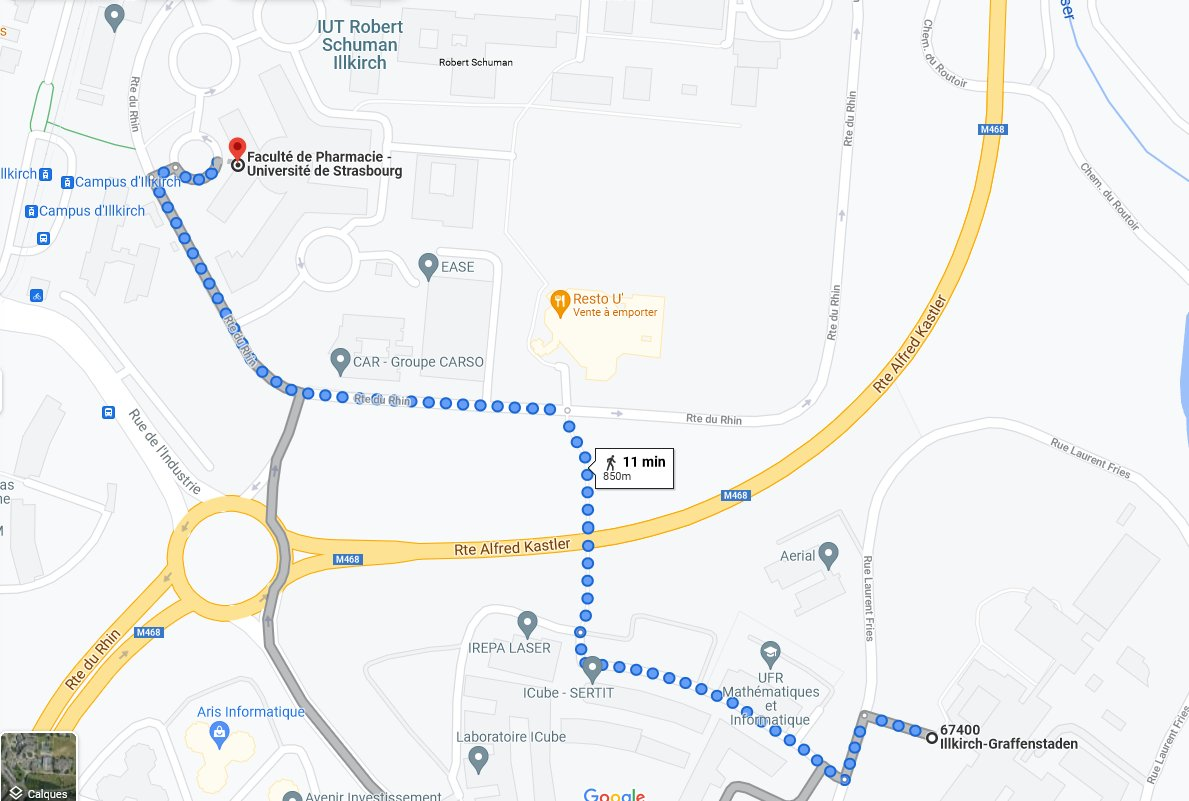 IUT Robert
Schuman
Illkirch
Robert Schuman
Rte du Rhin
Chem. du Routoir
M468
Rte du Rhin
Faculté de Pharmacie -
Université de Strasbourg
Illkirch
Campus d'Illkirch
Campus d'Illkirch
Chem. du Routoir
EASE
Resto U'
Vente à emporter
Rte du Rhin
Rte du Rhin
CAR - Groupe CARSO
Rte Alfred Kastler
Rte du Rhin
Rte du Rhin
Rue de l'Industrie
11 min
850m
Rue Laurent Fries
M468
Rte Alfred Kastler
M468
Aerial
Rue Laurent Fries
M468
Rte du Rhin
IREPA LASER
ICube - SERTIT
UFR
Mathématiques
et
Informatique
Aris Informatique
67400
Illkirch-Graffenstaden
Laboratoire ICube
Rue Laurent Fries
Calques
Avenir Investissement
Google